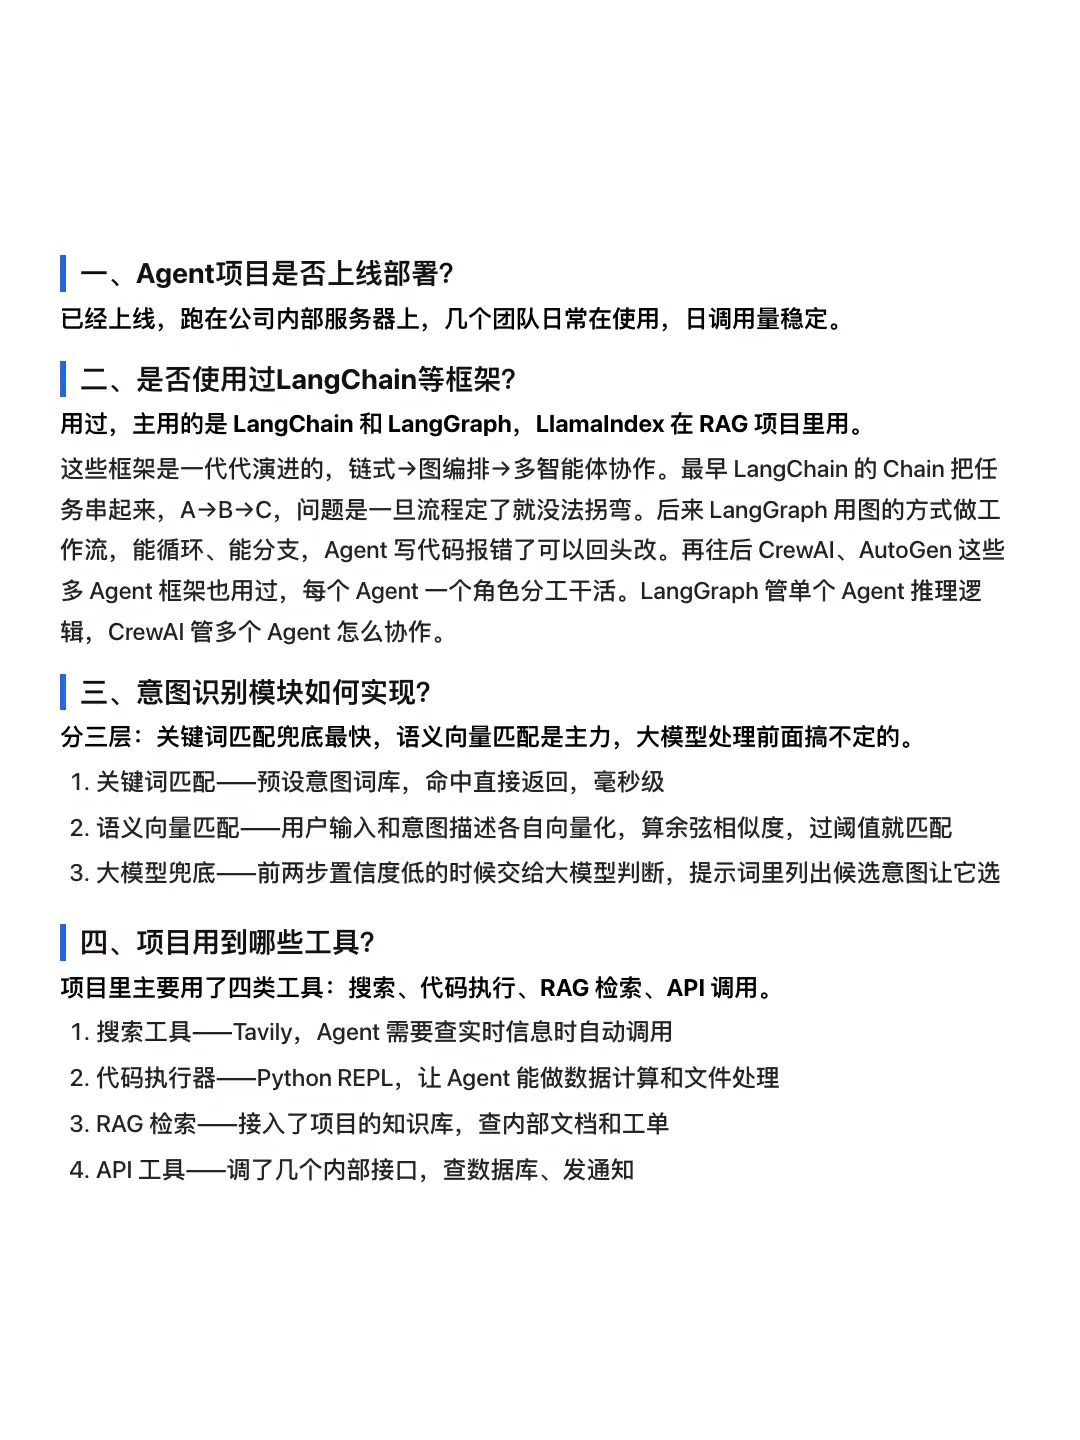 一、Agent项目是否上线部署？
已经上线，跑在公司内部服务器上，几个团队日常在使用，日调用量稳定。
二、是否使用过LangChain等框架？
用过，主用的是 LangChain 和 LangGraph，LlamaIndex 在 RAG 项目里用。
这些框架是一代代演进的，链式→图编排→多智能体协作。最早 LangChain 的 Chain 把任
务串起来，A→B→C，问题是一旦流程定了就没法拐弯。后来 LangGraph 用图的方式做工
作流，能循环、能分支，Agent 写代码报错了可以回头改。再往后 CrewAI、AutoGen 这些
多 Agent 框架也用过，每个 Agent 一个角色分工干活。LangGraph 管单个 Agent 推理逻
辑，CrewAI 管多个 Agent 怎么协作。
三、意图识别模块如何实现？
分三层：关键词匹配兜底最快，语义向量匹配是主力，大模型处理前面搞不定的。
1. 关键词匹配——预设意图词库，命中直接返回，毫秒级
2. 语义向量匹配——用户输入和意图描述各自向量化，算余弦相似度，过阈值就匹配
3. 大模型兜底——前两步置信度低的时候交给大模型判断，提示词里列出候选意图让它选
四、项目用到哪些工具？
项目里主要用了四类工具：搜索、代码执行、RAG 检索、API 调用。
1. 搜索工具——Tavily，Agent 需要查实时信息时自动调用
2. 代码执行器——Python REPL，让 Agent 能做数据计算和文件处理
3. RAG 检索——接入了项目的知识库，查内部文档和工单
4. API 工具——调了几个内部接口，查数据库、发通知